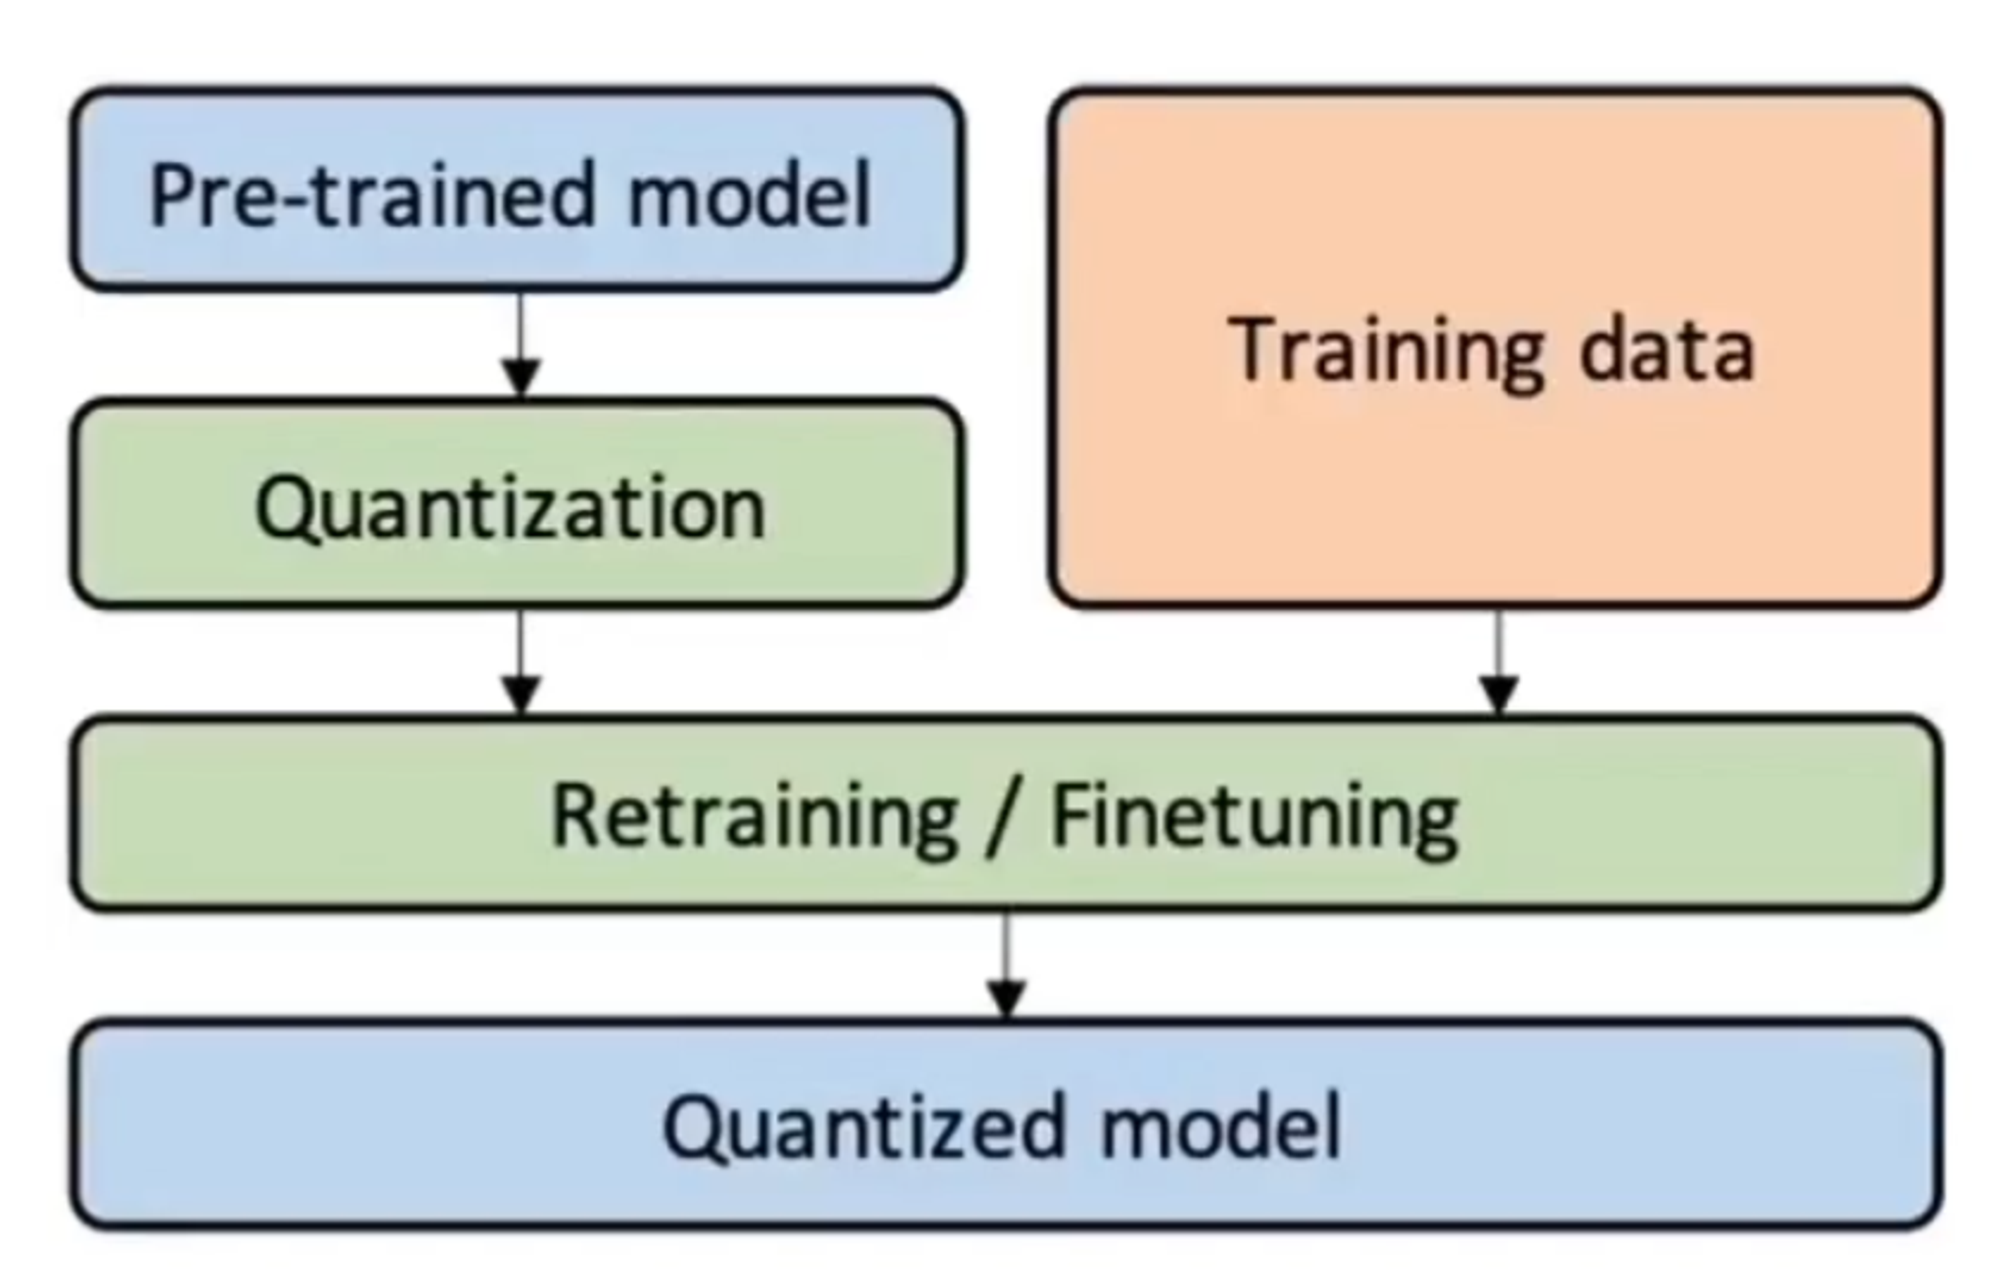 Pre-trained model
Training data
Quantization
Retraining / Finetuning
Quantized model